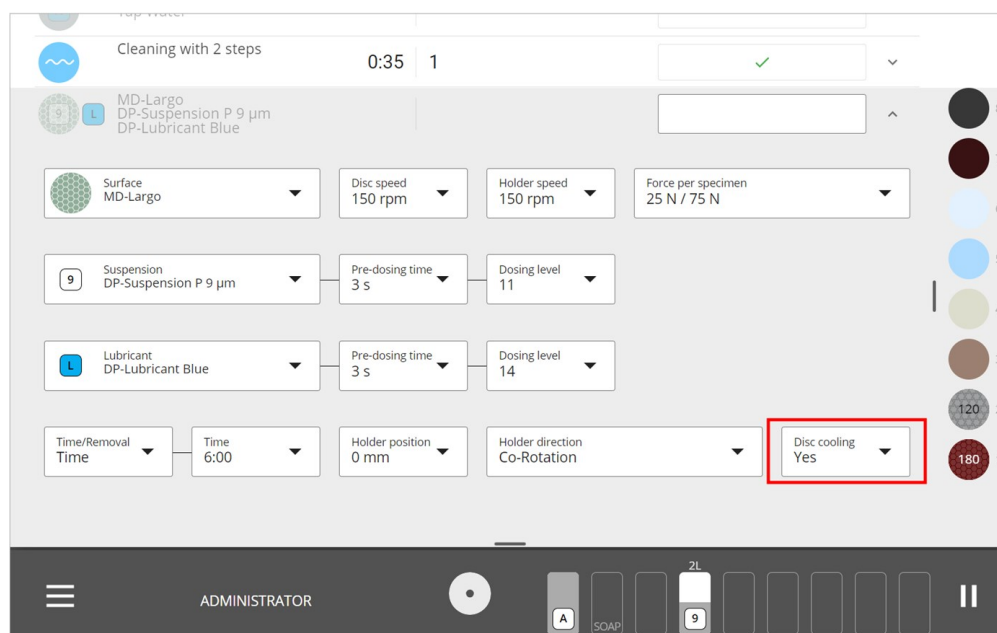 Tap Water
Cleaning with 2 steps
0:35 1
MD-Largo
9 L DP-Suspension P 9 µm
DP-Lubricant Blue
Surface
MD-Largo
Disc speed
150 rpm
Holder speed
150 rpm
Force per specimen
25 N / 75 N
9
Suspension
DP-Suspension P 9 µm
Pre-dosing time
3 s
Dosing level
11
L
Lubricant
DP-Lubricant Blue
Pre-dosing time
3 s
Dosing level
14
Time/Removal
Time
Time
6:00
Holder position
0 mm
Holder direction
Co-Rotation
Disc cooling
Yes
120
180
ADMINISTRATOR
A
SOAP
2L
9